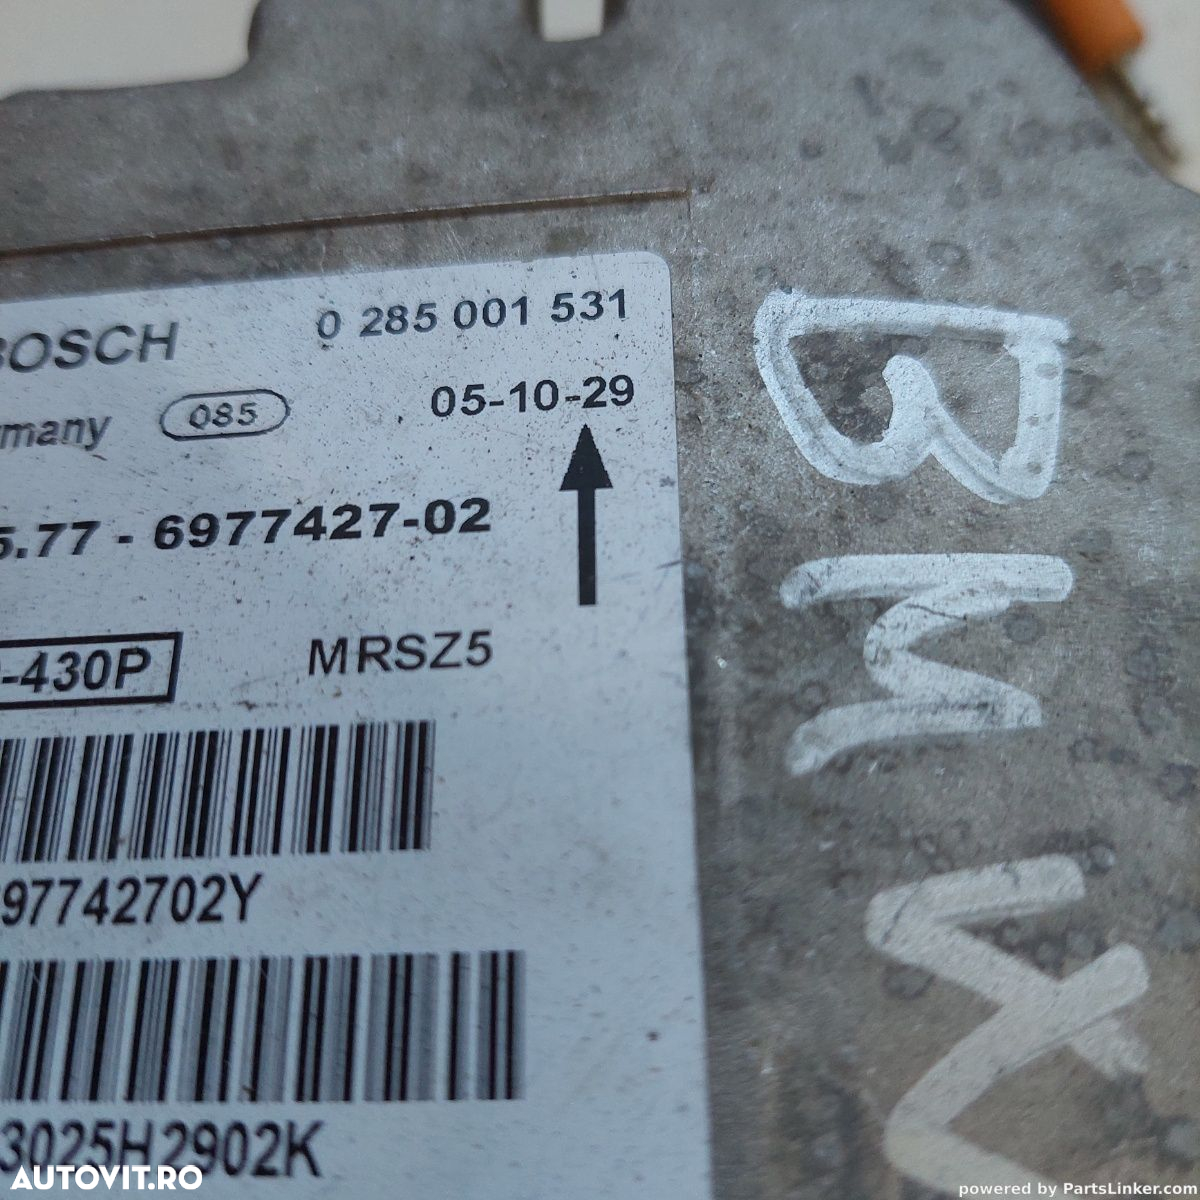 BOSCH 0 285 001 531
many 085 05-10-29
5.77 - 6977427-02
-430P MRSZ5
97742702Y
3025H2902K
BM
AUTOVIT.RO
powered by PartsLinker.com